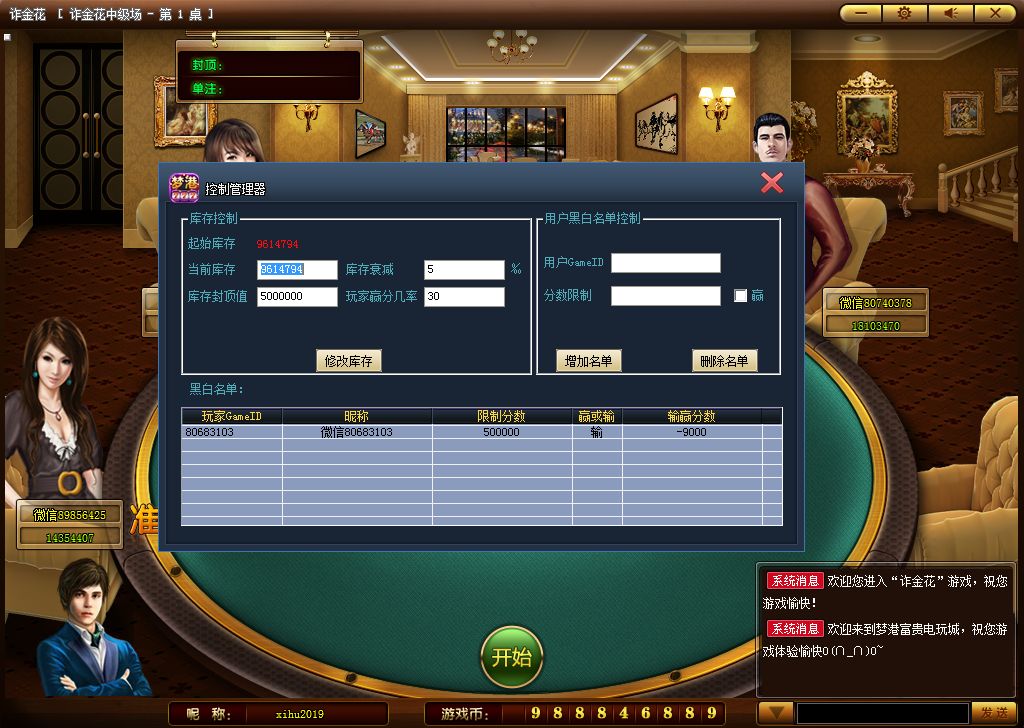 诈金花 [ 诈金花中级场 - 第 1 桌 ]
封顶:
单注:
梦港
777
控制管理器
库存控制
起始库存 9614794
当前库存 9614794 库存衰减 5 ‰
库存封顶值 5000000 玩家赢分几率 30
修改库存
用户黑白名单控制
用户GameID
分数限制 赢
增加名单 删除名单
黑白名单:
玩家GameID 昵称 限制分数 赢或输 输赢分数
80683103 微信80683103 500000 输 -9000
微信80740378
18103470
微信89856425
14354407
准
开始
系统消息 欢迎您进入“诈金花”游戏，祝您
游戏愉快!
系统消息 欢迎来到梦港富贵电玩城，祝您游
戏体验愉快O(∩_∩)O~
昵 称: xihu2019
游戏币: 988846889
发送